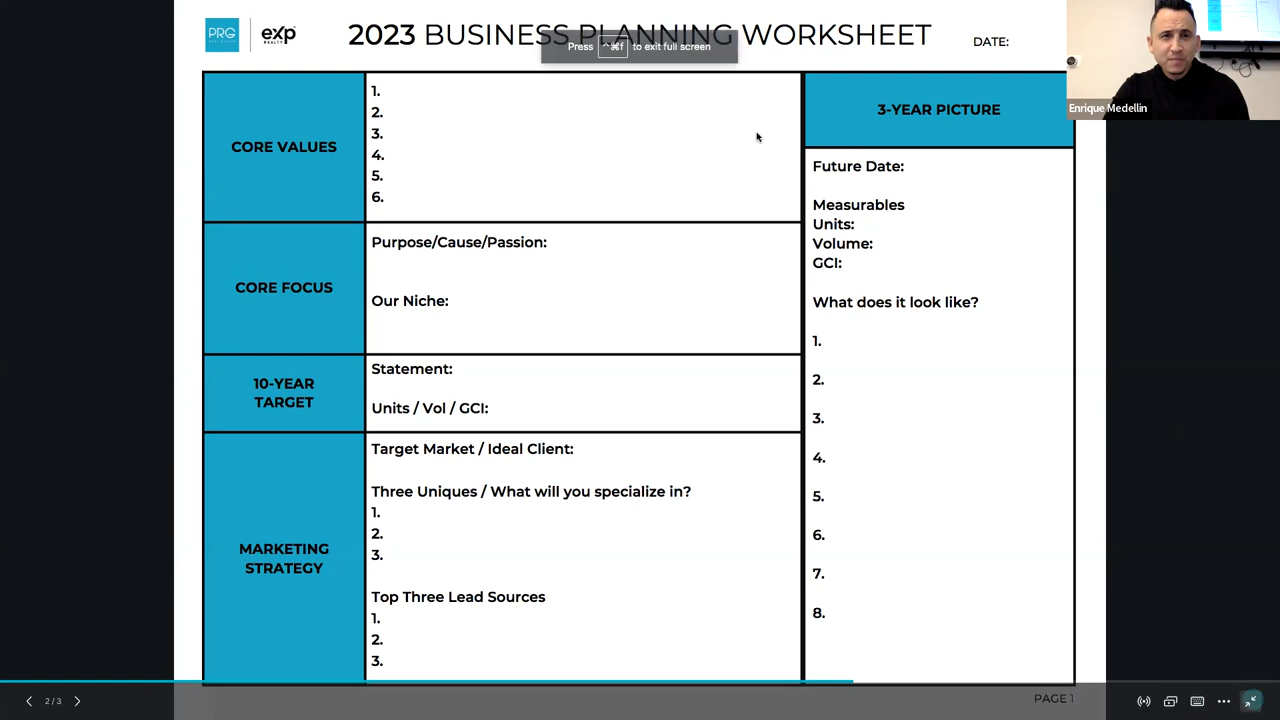 PRG
exp
REALTY
2023 BUSINESS PLANNING WORKSHEET
DATE:
Press ^⌘f to exit full screen
Enrique Medellin
CORE VALUES
1.
2.
3.
4.
5.
6.
CORE FOCUS
Purpose/Cause/Passion:
Our Niche:
10-YEAR
TARGET
Statement:
Units / Vol / GCI:
MARKETING
STRATEGY
Target Market / Ideal Client:
Three Uniques / What will you specialize in?
1.
2.
3.
Top Three Lead Sources
1.
2.
3.
3-YEAR PICTURE
Future Date:
Measurables
Units:
Volume:
GCI:
What does it look like?
1.
2.
3.
4.
5.
6.
7.
8.
PAGE 1
2/3